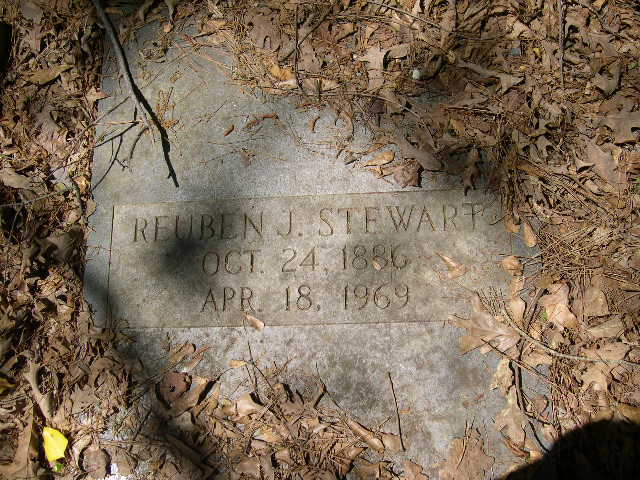 REUBEN J. STEWART
OCT. 24, 1886
APR. 18, 1969